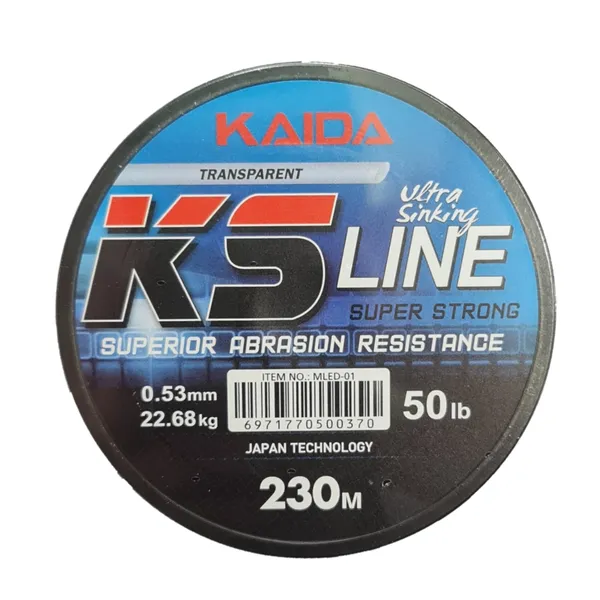 KAIDA
TRANSPARENT
KS LINE
Ultra
Sinking
SUPER STRONG
SUPERIOR ABRASION RESISTANCE
0.53mm
22.68kg
ITEM NO.: MLED-01
6971770500370
50lb
JAPAN TECHNOLOGY
230M